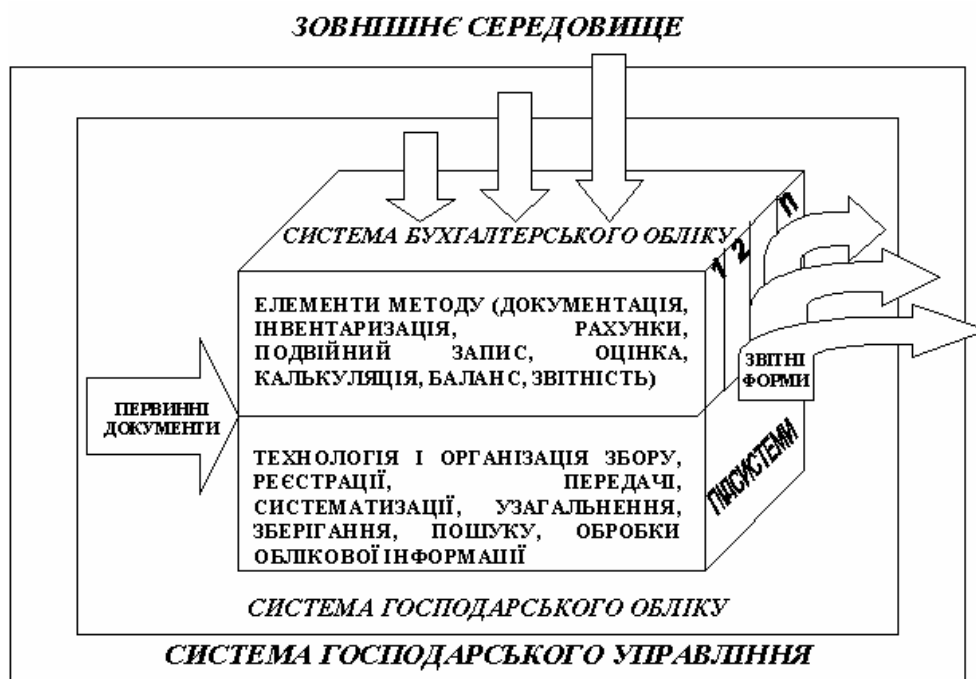 ЗОВНІШНЄ СЕРЕДОВИЩЕ
СИСТЕМА БУХГАЛТЕРСЬКОГО ОБЛІКУ
1 2 n
ЕЛЕМЕНТИ МЕТОДУ (ДОКУМЕНТАЦІЯ,
ІНВЕНТАРИЗАЦІЯ, РАХУНКИ,
ПОДВІЙНИЙ ЗАПИС, ОЦІНКА,
КАЛЬКУЛЯЦІЯ, БАЛАНС, ЗВІТНІСТЬ)
ЗВІТНІ
ФОРМИ
ПЕРВИННІ
ДОКУМЕНТИ
ТЕХНОЛОГІЯ І ОРГАНІЗАЦІЯ ЗБОРУ,
РЕЄСТРАЦІЇ, ПЕРЕДАЧІ,
СИСТЕМАТИЗАЦІЇ, УЗАГАЛЬНЕННЯ,
ЗБЕРІГАННЯ, ПОШУКУ, ОБРОБКИ
ОБЛІКОВОЇ ІНФОРМАЦІЇ
ПІДСИСТЕМИ
СИСТЕМА ГОСПОДАРСЬКОГО ОБЛІКУ
СИСТЕМА ГОСПОДАРСЬКОГО УПРАВЛІННЯ